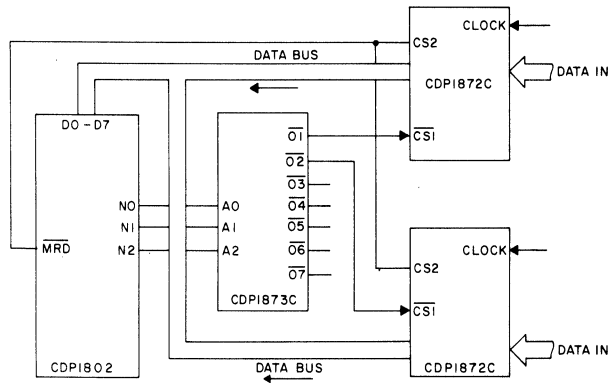 CLOCK
CS2
DATA BUS
DATA IN
CDP1872C
D0-D7
O1
CS1
O2
O3
N0
A0
O4
N1
A1
O5
MRD
N2
A2
O6
CLOCK
O7
CS2
CDP1873C
CS1
DATA IN
CDP1802
DATA BUS
CDP1872C